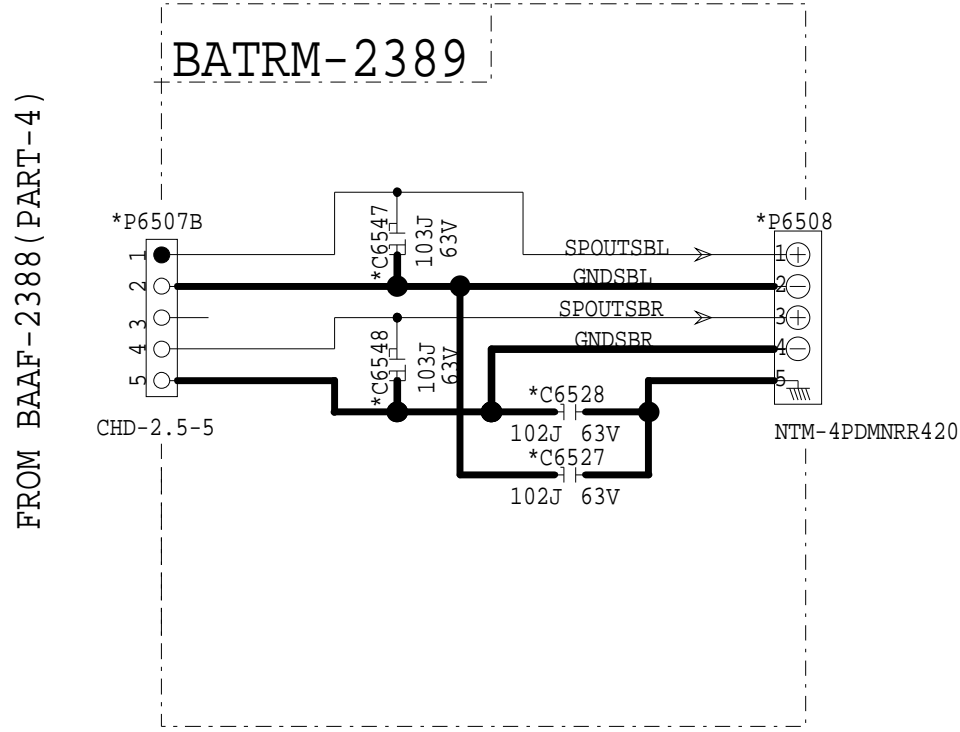 BATRM-2389
FROM BAAF-2388(PART-4)
*P6507B
1
2
3
4
5
CHD-2.5-5
*C6547
103J
63V
*C6548
103J
63V
SPOUTSBL
GNDSBL
SPOUTSBR
GNDSBR
*C6528
102J 63V
*C6527
102J 63V
*P6508
1
2
3
4
5
NTM-4PDMNRR420